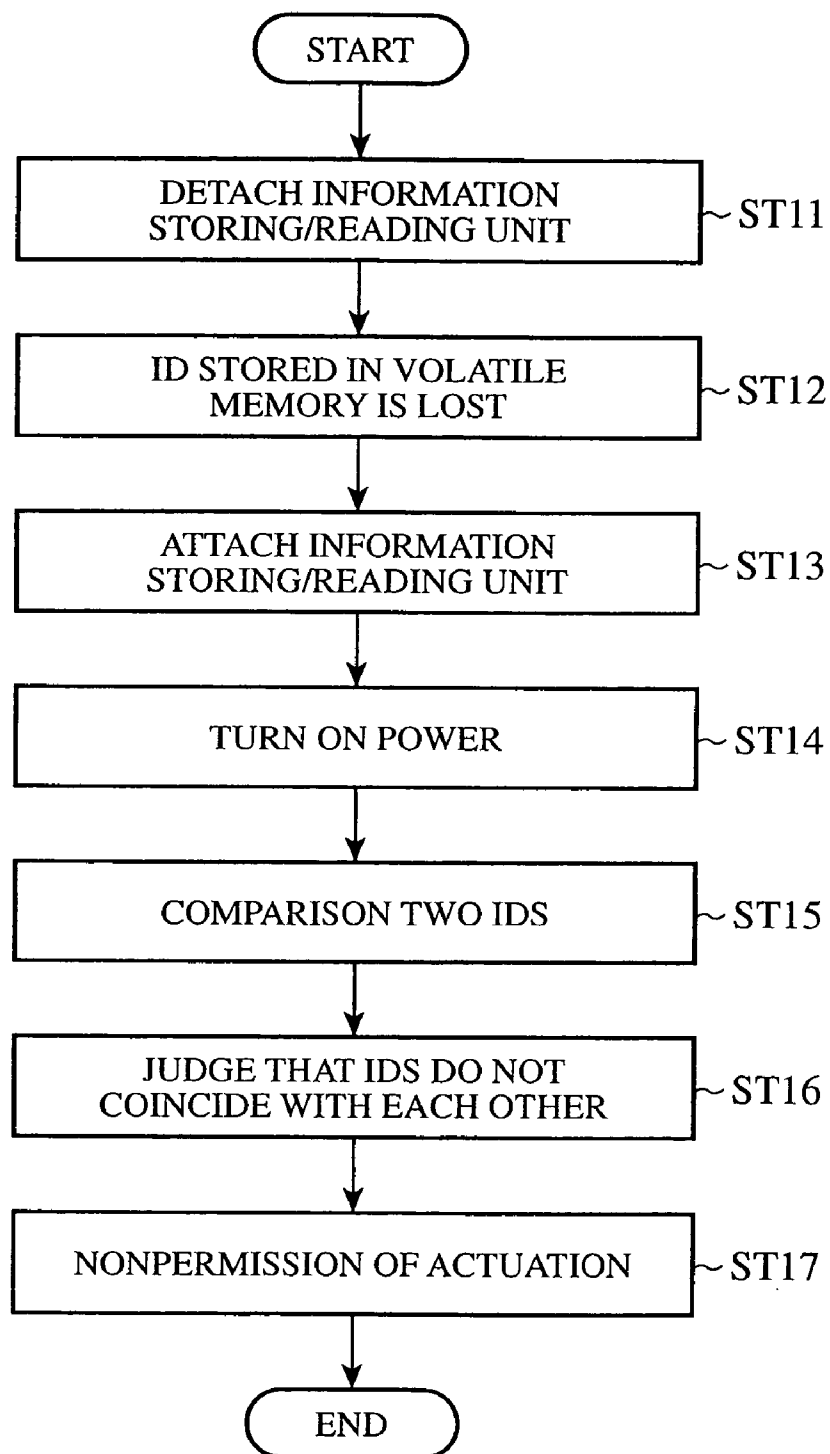 START
DETACH INFORMATION
STORING/READING UNIT
ST11
ID STORED IN VOLATILE
MEMORY IS LOST
ST12
ATTACH INFORMATION
STORING/READING UNIT
ST13
TURN ON POWER
ST14
COMPARISON TWO IDS
ST15
JUDGE THAT IDS DO NOT
COINCIDE WITH EACH OTHER
ST16
NONPERMISSION OF ACTUATION
ST17
END